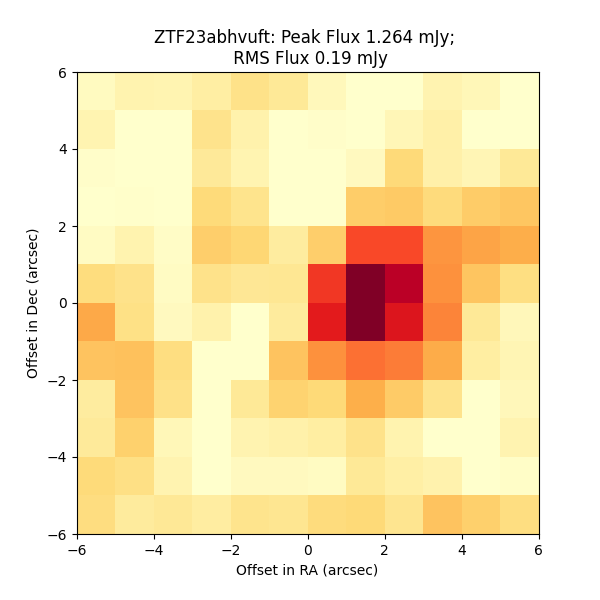 ZTF23abhvuft: Peak Flux 1.264 mJy;
RMS Flux 0.19 mJy
6
4
2
0
−2
−4
−6
Offset in Dec (arcsec)
−6 −4 −2 0 2 4 6
Offset in RA (arcsec)